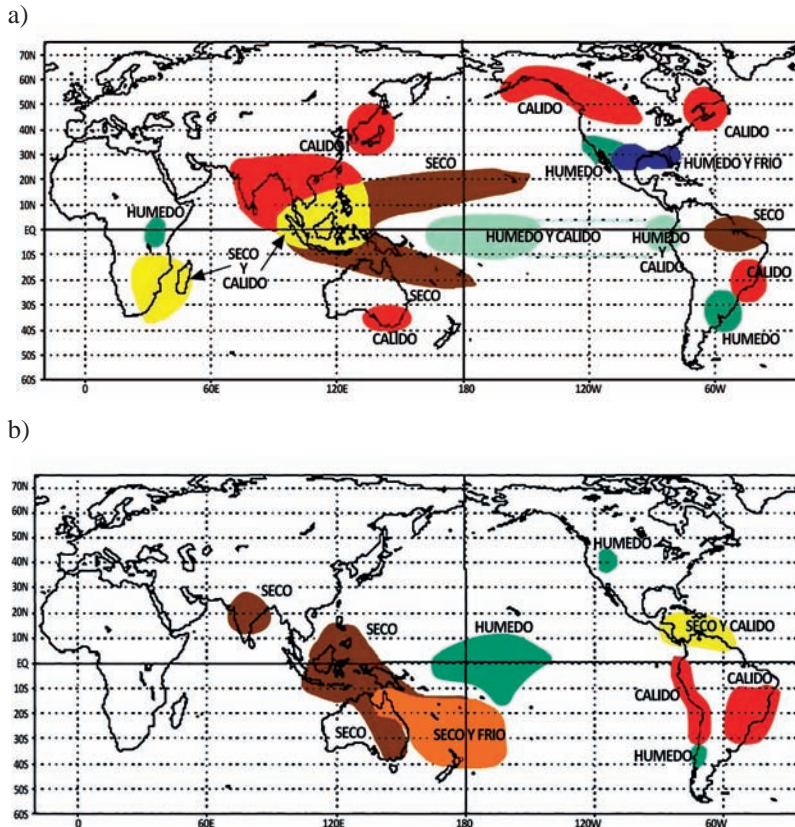 a)
75N
70N
60N
50N
40N
30N
20N
10N
EQ
10S
20S
30S
40S
50S
60S
CALIDO
CALIDO
CALIDO
SECO
HUMEDO
HUMEDO Y FRIO
HUMEDO
SECO
Y
CALIDO
HUMEDO Y CALIDO
HUMEDO
Y
CALIDO
SECO
SECO
CALIDO
CALIDO
HUMEDO
0
60E
120E
180
120W
60W
b)
75N
70N
60N
50N
40N
30N
20N
10N
EQ
10S
20S
30S
40S
50S
60S
HUMEDO
SECO
SECO
HUMEDO
SECO Y CALIDO
CALIDO
CALIDO
SECO
SECO Y FRIO
HUMEDO
0
60E
120E
180
120W
60W